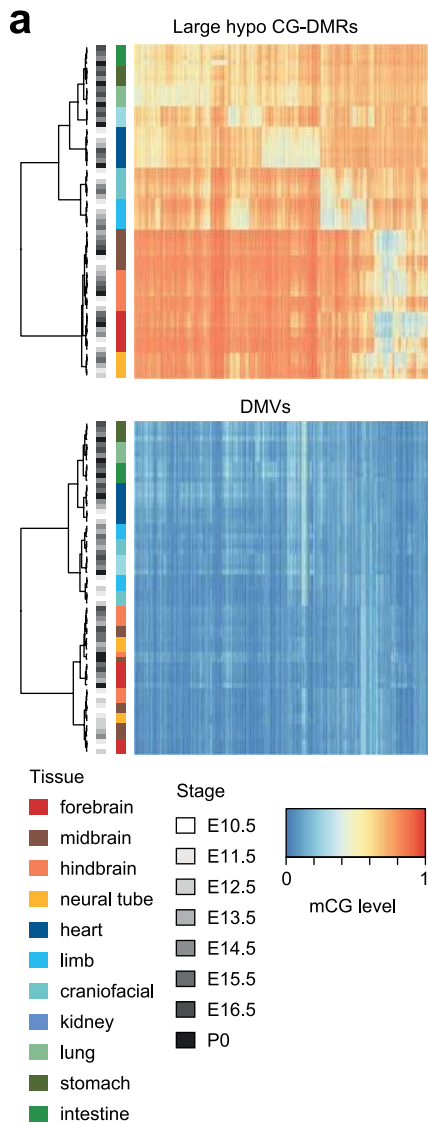 a
Large hypo CG-DMRs
DMVs
Tissue
forebrain
midbrain
hindbrain
neural tube
heart
limb
craniofacial
kidney
lung
stomach
intestine
Stage
E10.5
E11.5
E12.5
E13.5
E14.5
E15.5
E16.5
P0
0 1
mCG level